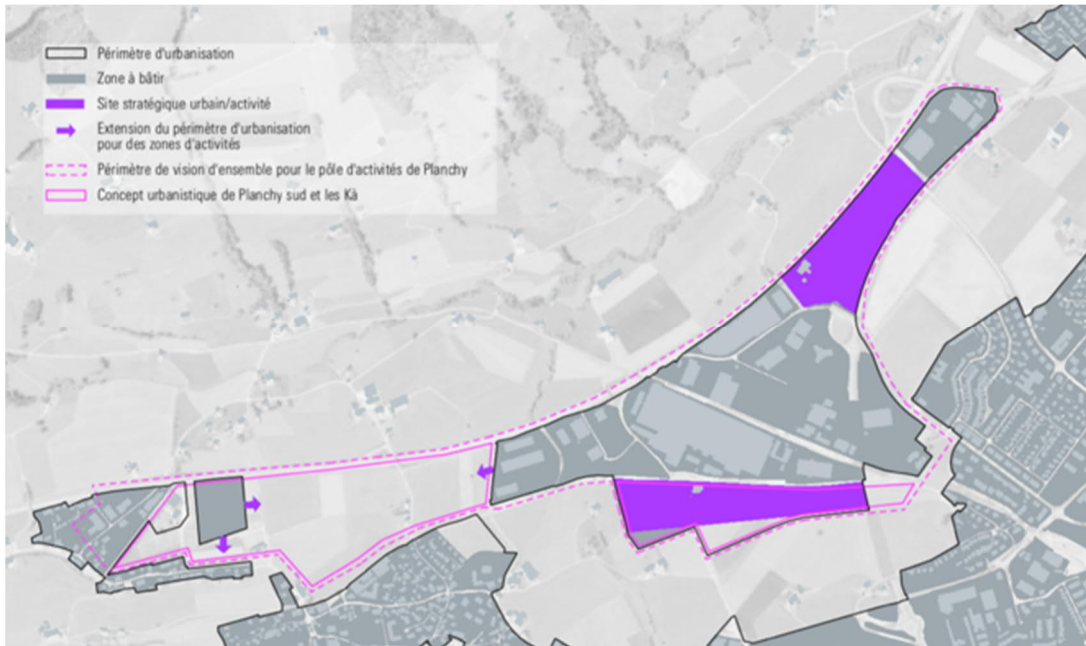 Périmètre d'urbanisation
Zone à bâtir
Site stratégique urbain/activité
Extension du périmètre d'urbanisation
pour des zones d'activités
Périmètre de vision d'ensemble pour le pôle d'activités de Planchy
Concept urbanistique de Planchy sud et les Kà